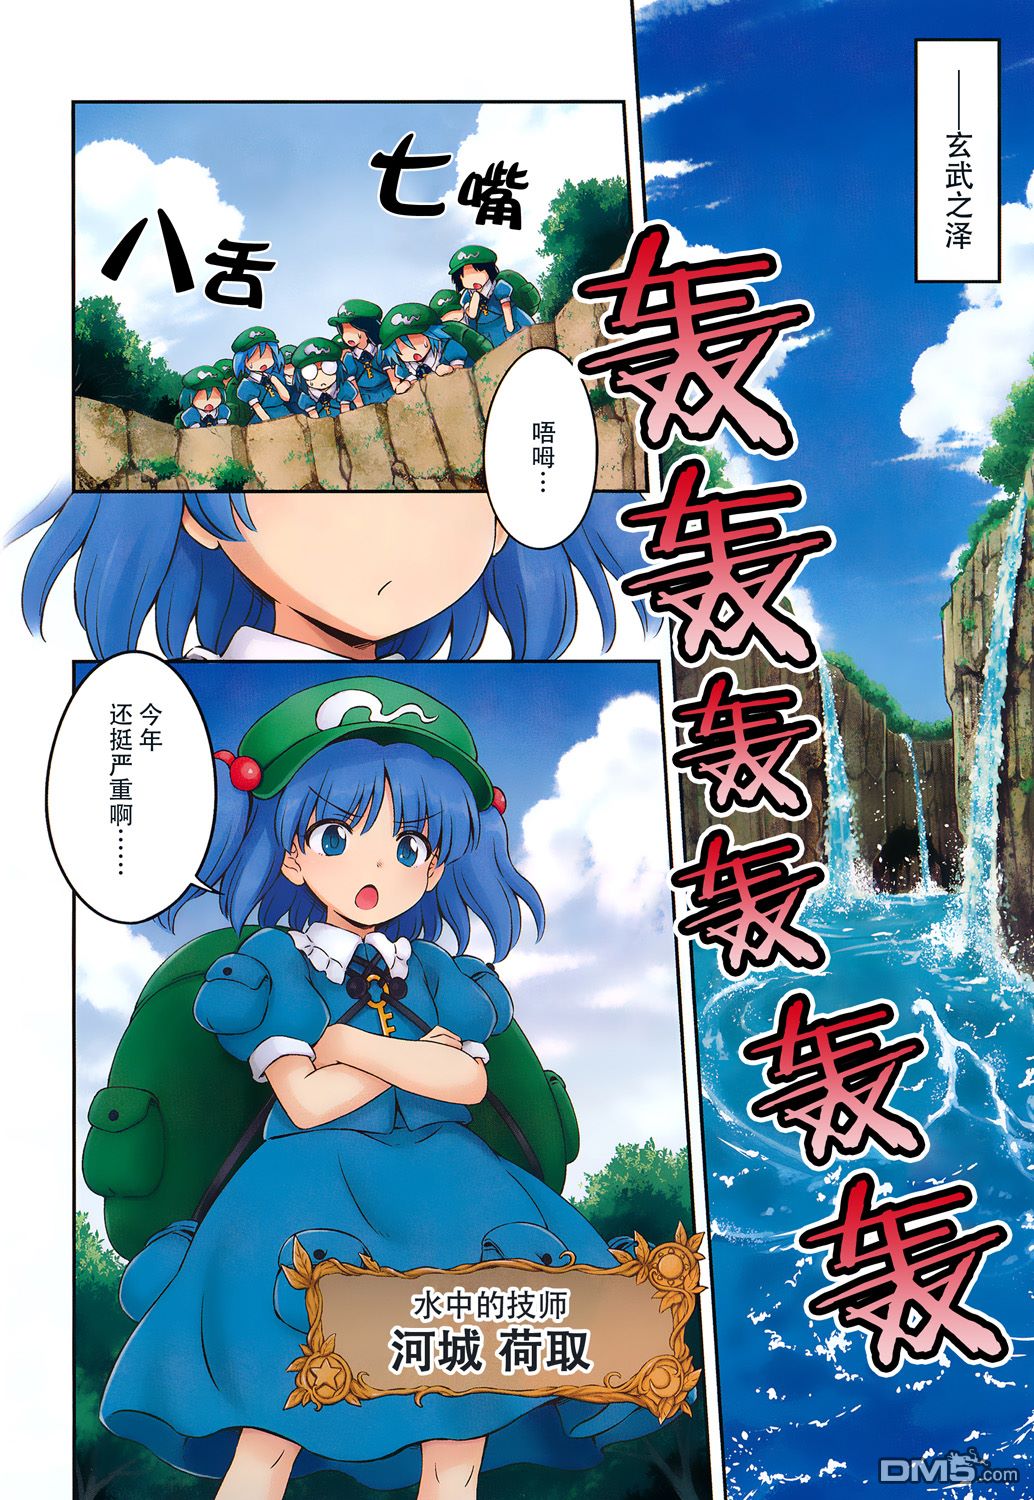 ——玄武之泽
轰
轰
轰
轰
轰
轰
七嘴
八舌
唔呣…
今年
还挺严重啊……
水中的技师
河城 荷取
DM5.com